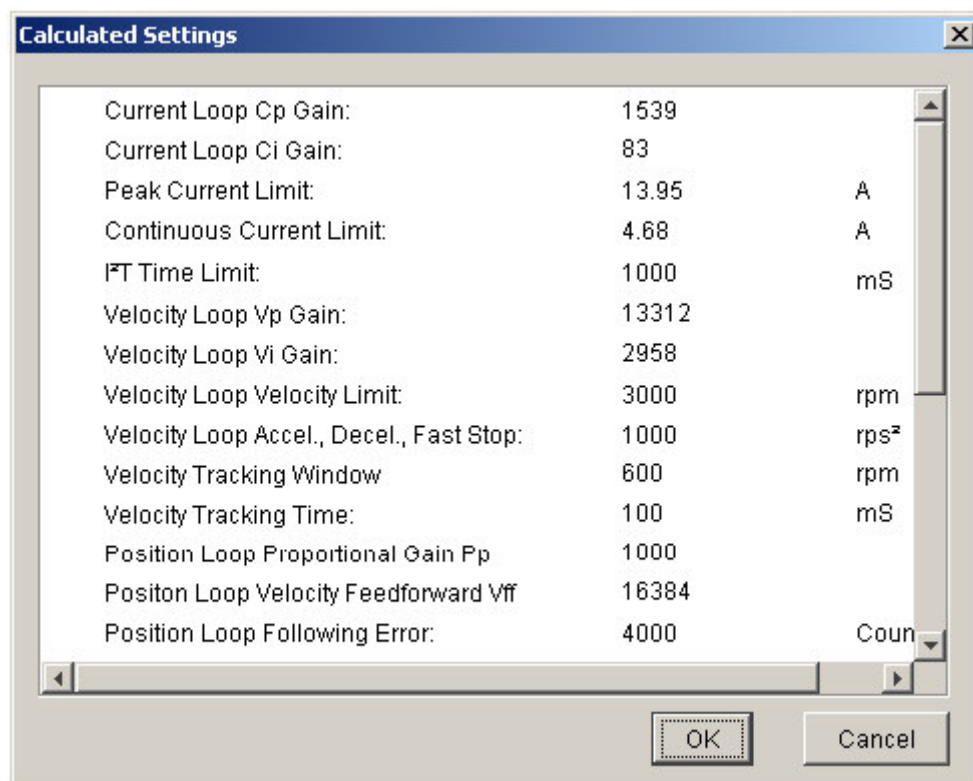 Calculated Settings
Current Loop Cp Gain: 1539
Current Loop Ci Gain: 83
Peak Current Limit: 13.95 A
Continuous Current Limit: 4.68 A
I²T Time Limit: 1000 mS
Velocity Loop Vp Gain: 13312
Velocity Loop Vi Gain: 2958
Velocity Loop Velocity Limit: 3000 rpm
Velocity Loop Accel., Decel., Fast Stop: 1000 rps²
Velocity Tracking Window 600 rpm
Velocity Tracking Time: 100 mS
Position Loop Proportional Gain Pp 1000
Positon Loop Velocity Feedforward Vff 16384
Position Loop Following Error: 4000 Coun
OK Cancel